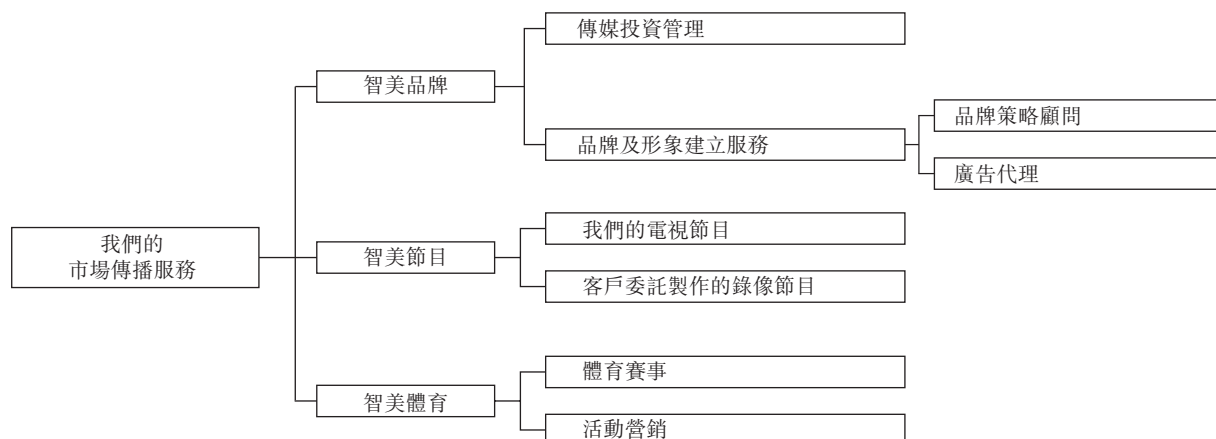 我們的
市場傳播服務
智美品牌
傳媒投資管理
品牌及形象建立服務
品牌策略顧問
廣告代理
智美節目
我們的電視節目
客戶委託製作的錄像節目
智美體育
體育賽事
活動營銷